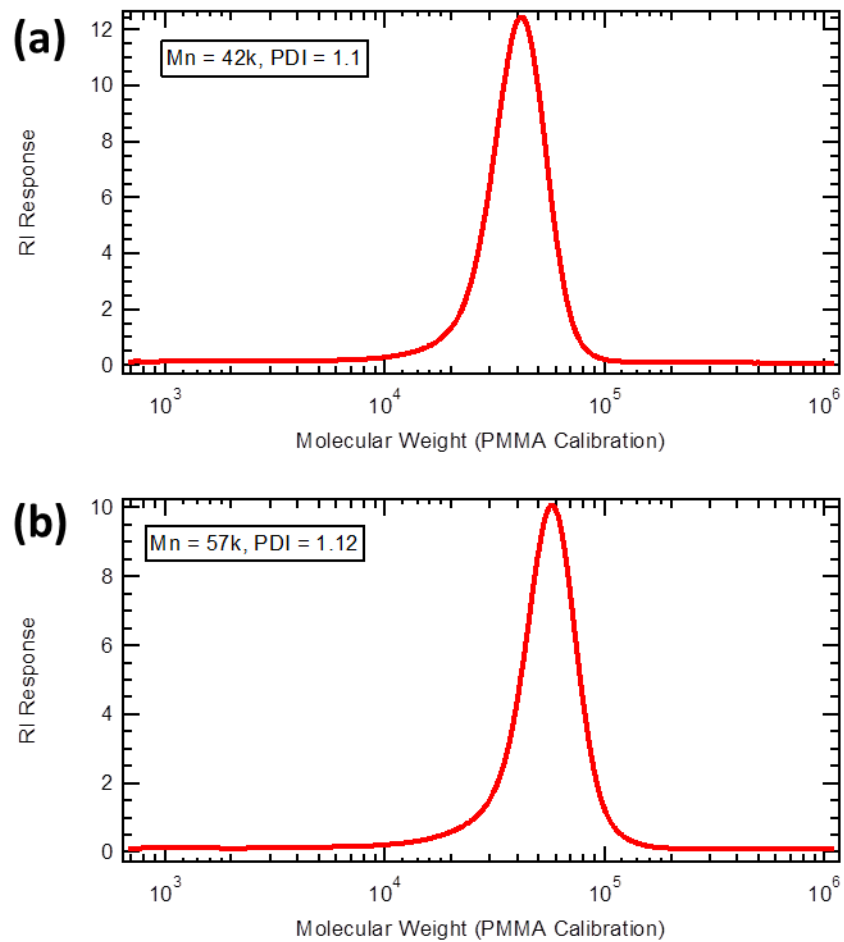 (a)
Mn = 42k, PDI = 1.1
12
10
8
6
4
2
0
RI Response
10³ 10⁴ 10⁵ 10⁶
Molecular Weight (PMMA Calibration)
(b)
Mn = 57k, PDI = 1.12
10
8
6
4
2
0
RI Response
10³ 10⁴ 10⁵ 10⁶
Molecular Weight (PMMA Calibration)